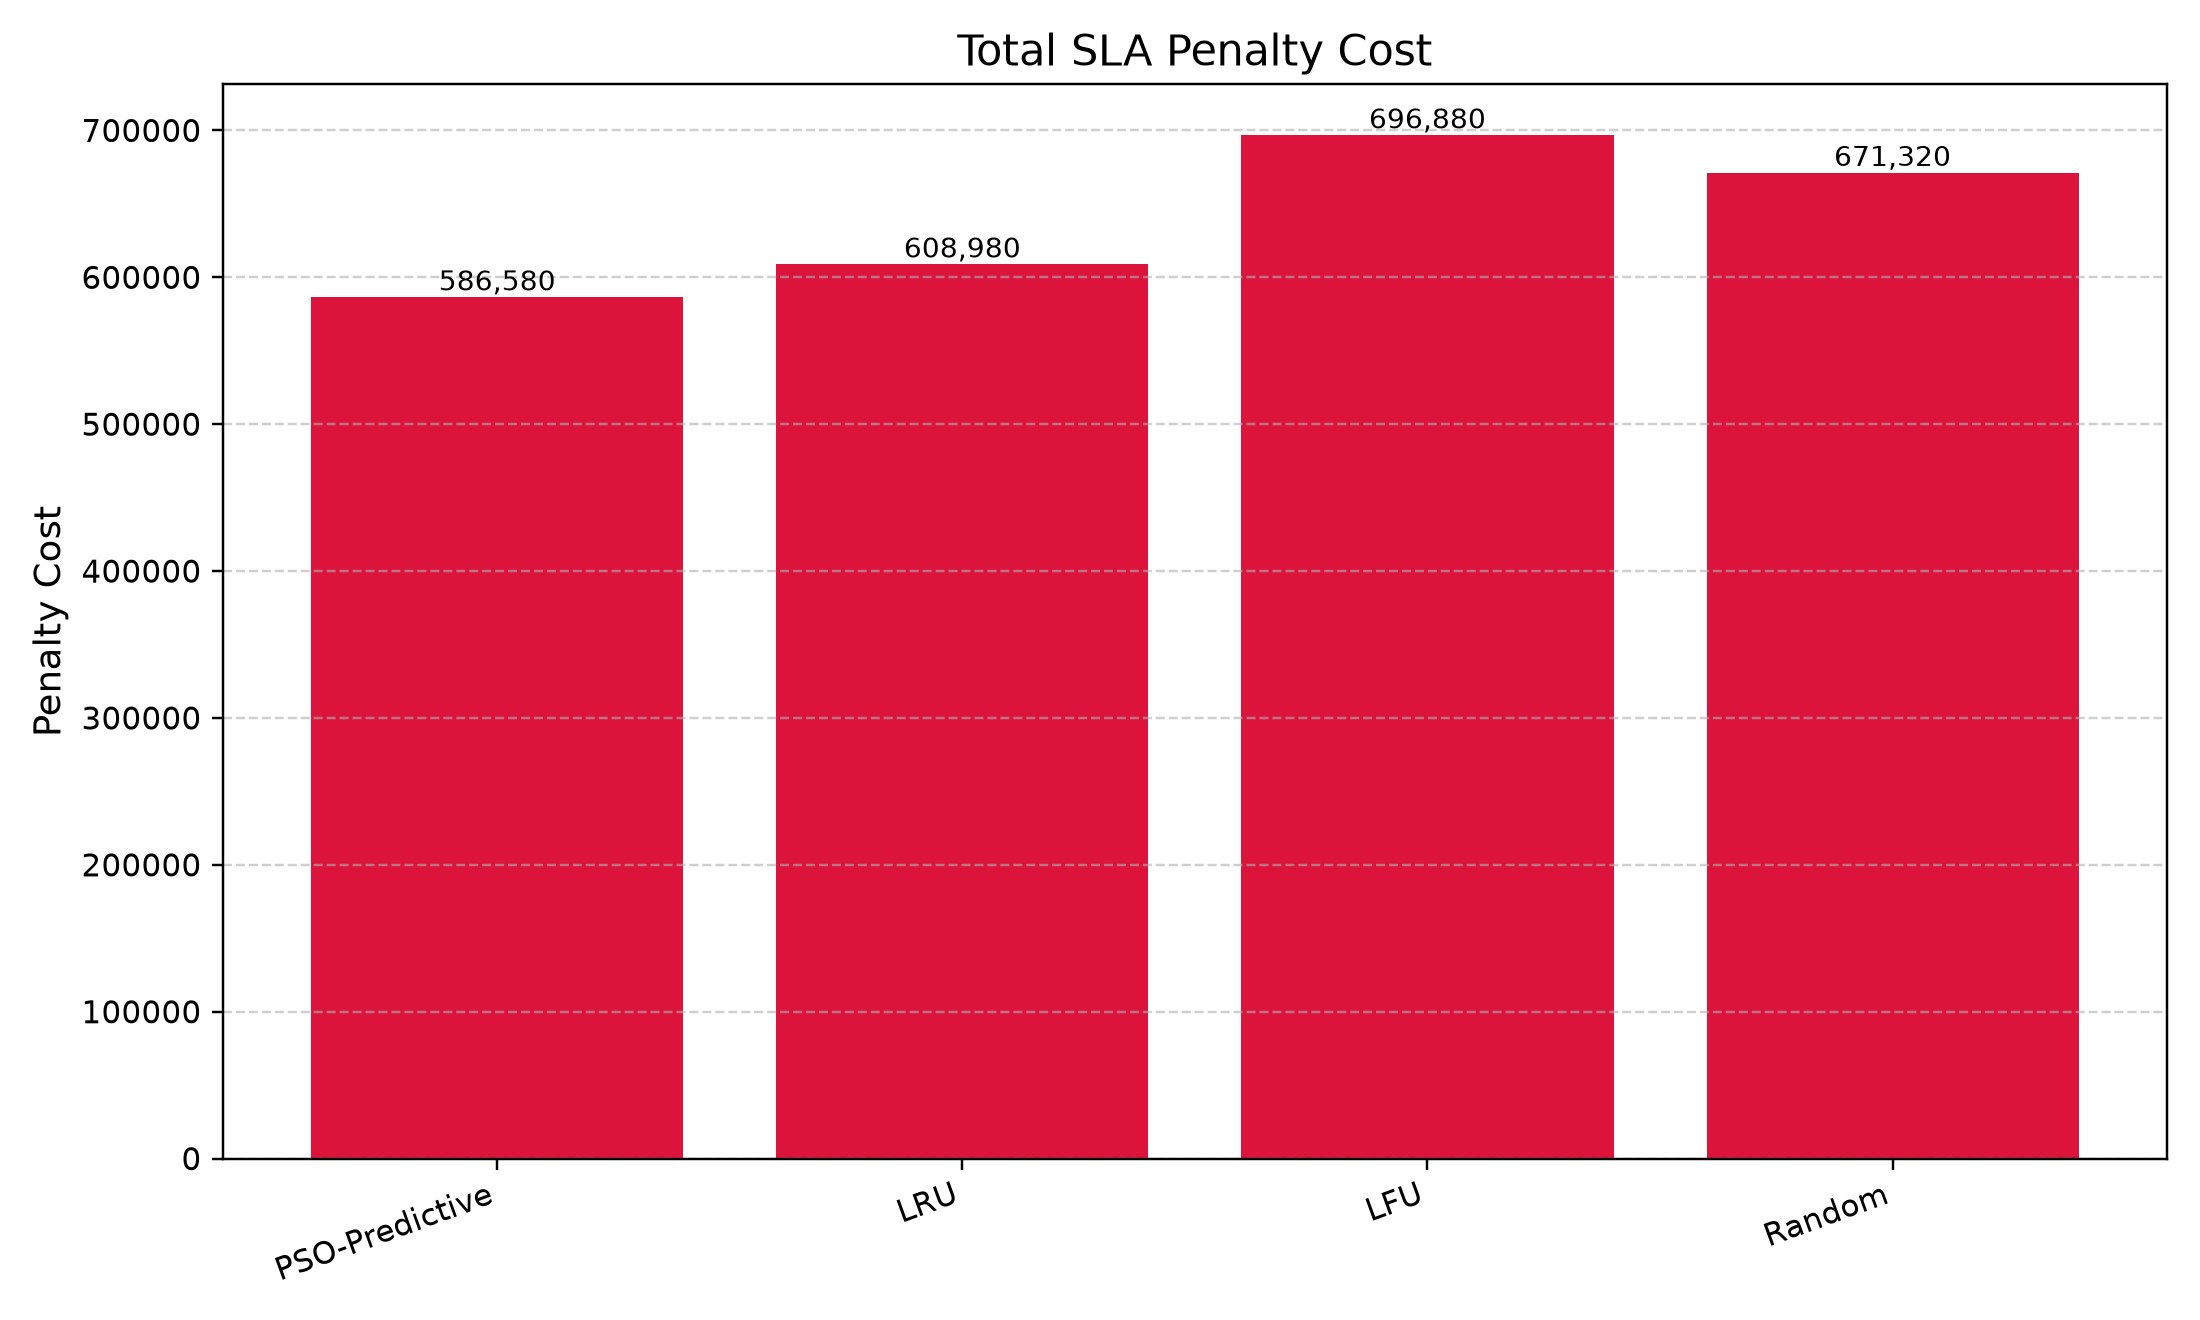 Total SLA Penalty Cost
Penalty Cost
700000
600000
500000
400000
300000
200000
100000
0
586,580
608,980
696,880
671,320
PSO-Predictive
LRU
LFU
Random